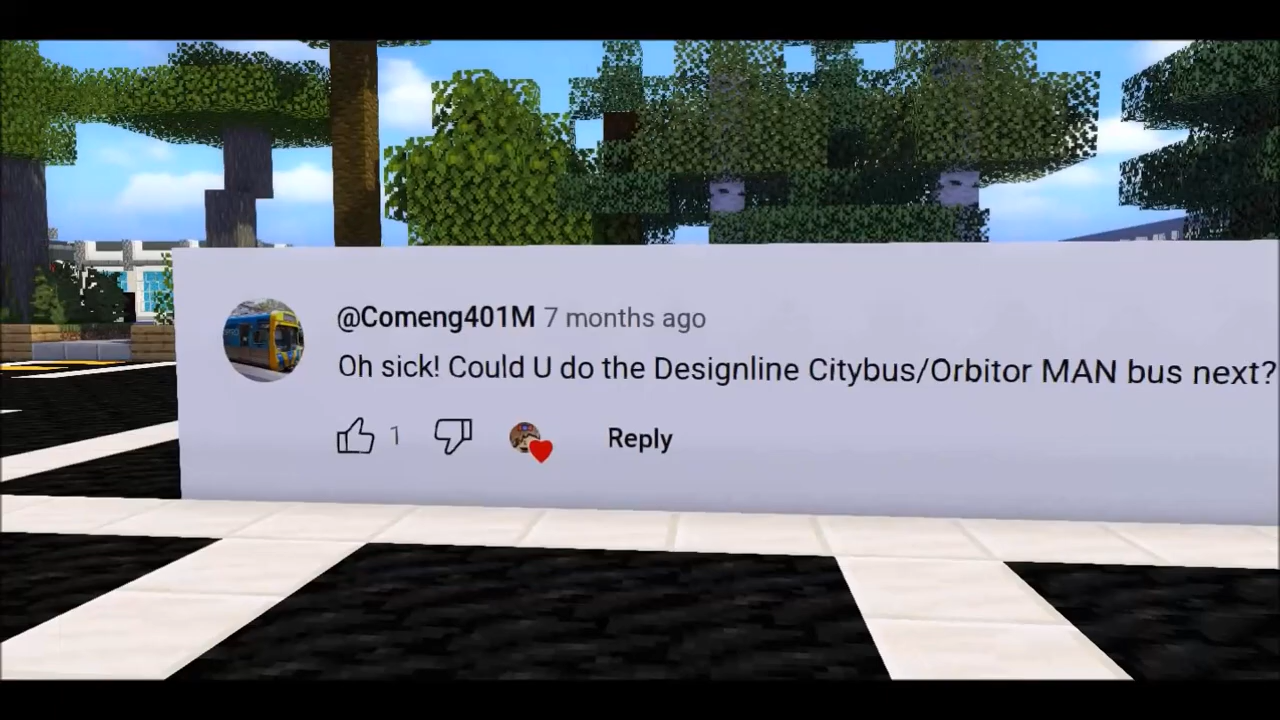 @Comeng401M 7 months ago
Oh sick! Could U do the Designline Citybus/Orbitor MAN bus next?
1
Reply